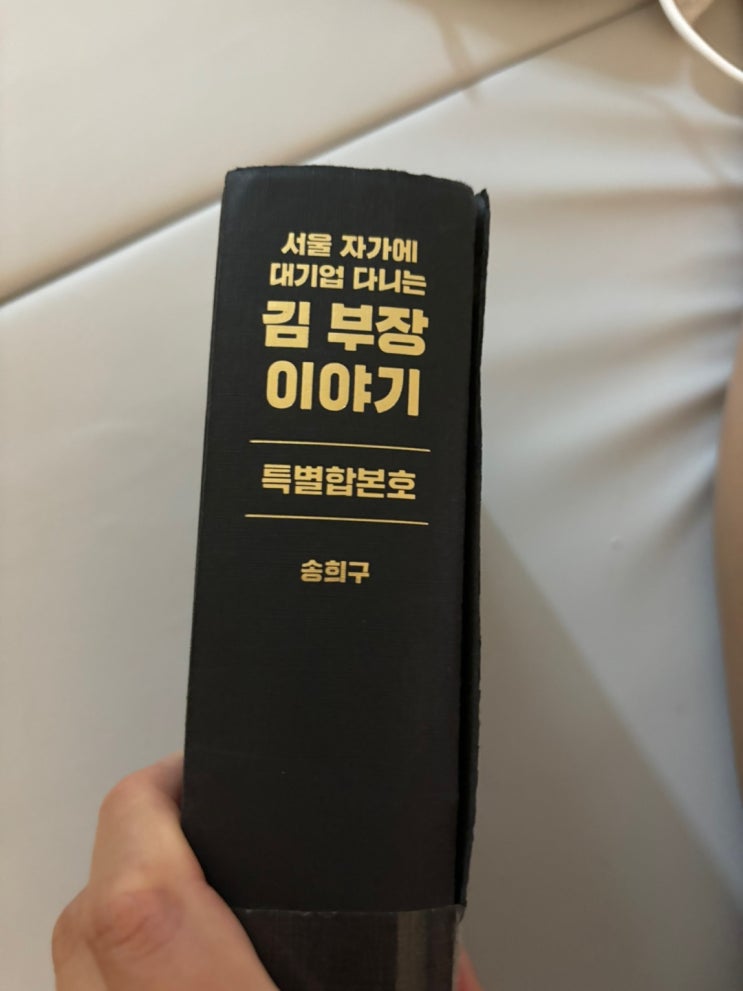 서울 자가에
대기업 다니는
김 부장
이야기
특별합본호
송희구